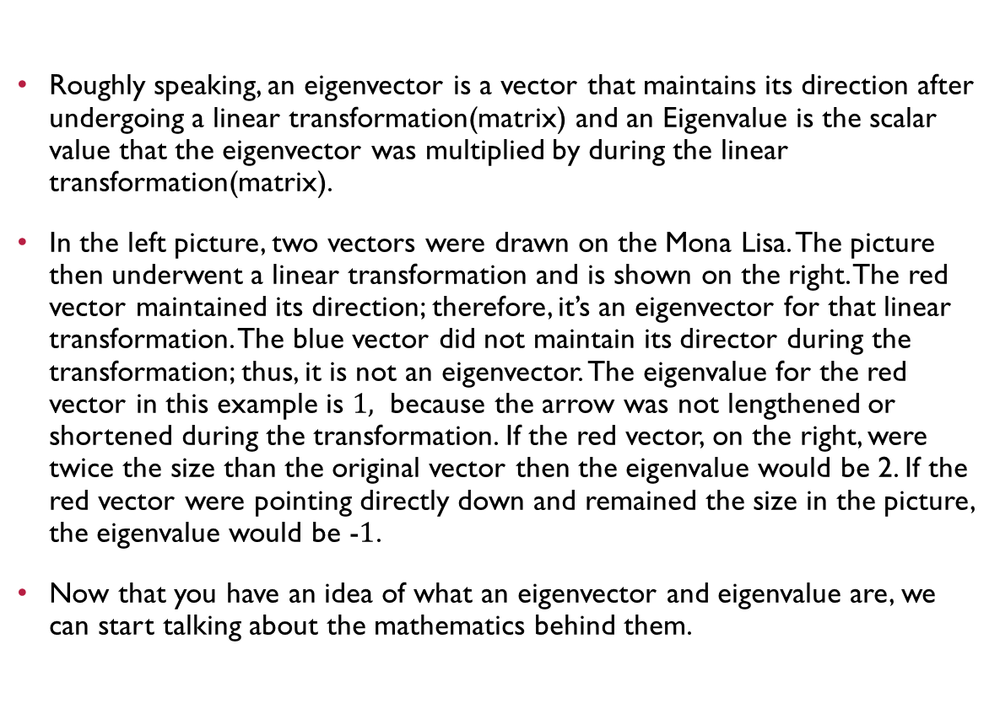 • Roughly speaking, an eigenvector is a vector that maintains its direction after
undergoing a linear transformation(matrix) and an Eigenvalue is the scalar
value that the eigenvector was multiplied by during the linear
transformation(matrix).
• In the left picture, two vectors were drawn on the Mona Lisa. The picture
then underwent a linear transformation and is shown on the right. The red
vector maintained its direction; therefore, it’s an eigenvector for that linear
transformation. The blue vector did not maintain its director during the
transformation; thus, it is not an eigenvector. The eigenvalue for the red
vector in this example is 1, because the arrow was not lengthened or
shortened during the transformation. If the red vector, on the right, were
twice the size than the original vector then the eigenvalue would be 2. If the
red vector were pointing directly down and remained the size in the picture,
the eigenvalue would be -1.
• Now that you have an idea of what an eigenvector and eigenvalue are, we
can start talking about the mathematics behind them.